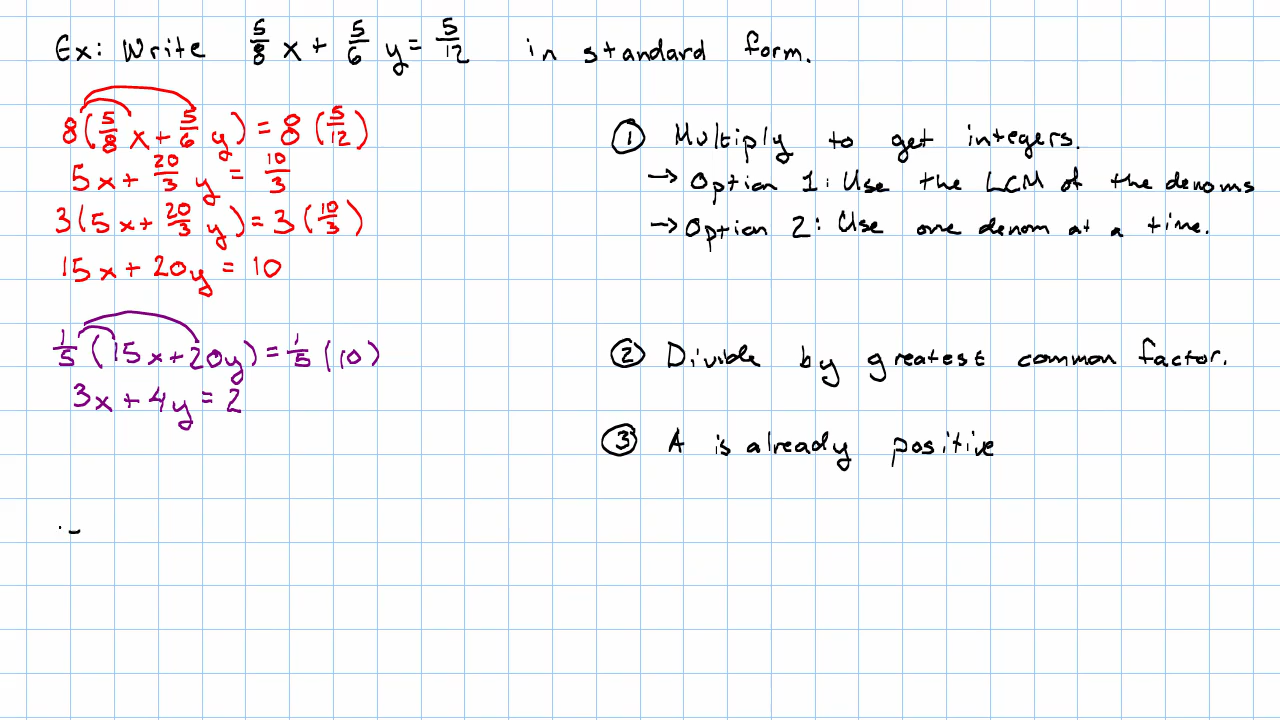 Ex: Write 5/8 x + 5/6 y = 5/12 in standard form.
8(5/8 x + 5/6 y) = 8(5/12)
5x + 20/3 y = 10/3
3(5x + 20/3 y) = 3(10/3)
15x + 20y = 10
1/5 (15x + 20y) = 1/5 (10)
3x + 4y = 2
① Multiply to get integers.
→ Option 1: Use the LCM of the denoms
→ Option 2: Use one denom at a time.
② Divide by greatest common factor.
③ A is already positive